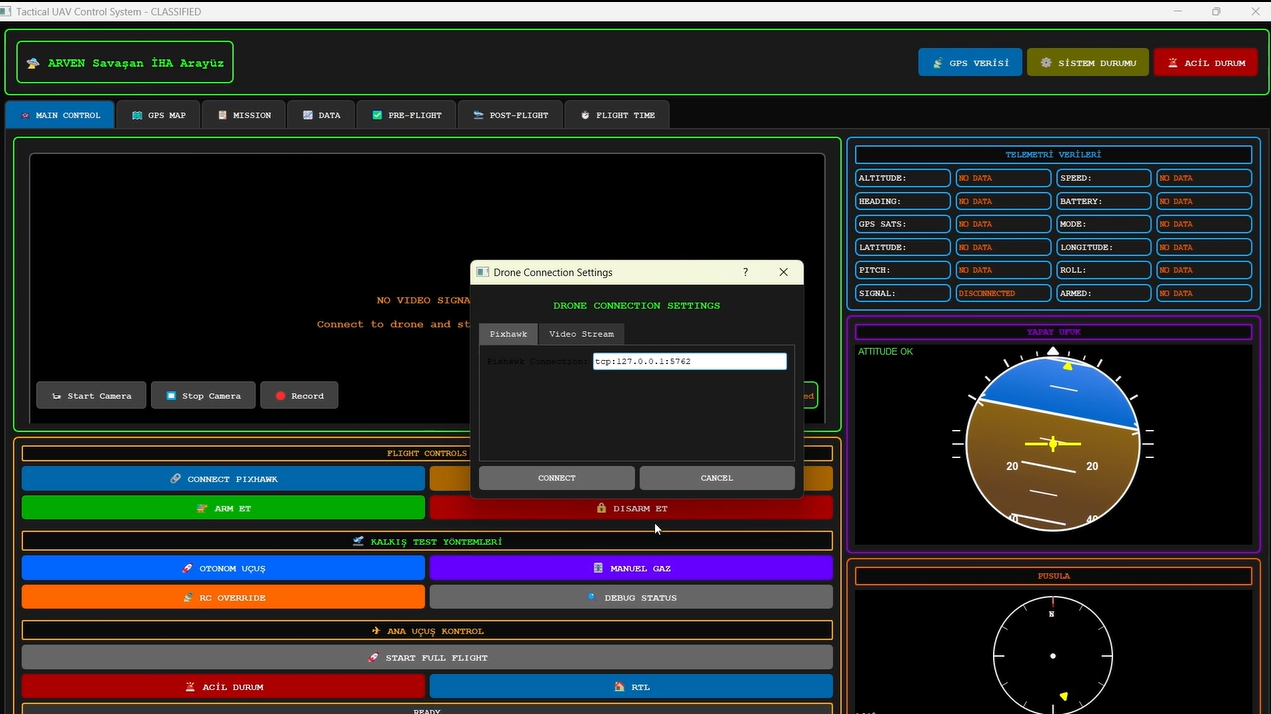 Tactical UAV Control System - CLASSIFIED
ARVEN Savaşan İHA Arayüz
GPS VERİSİ
SİSTEM DURUMU
ACİL DURUM
MAIN CONTROL
GPS MAP
MISSION
DATA
PRE-FLIGHT
POST-FLIGHT
FLIGHT TIME
NO VIDEO SIGNA
Connect to drone and st
Start Camera
Stop Camera
Record
ed
Drone Connection Settings
?
DRONE CONNECTION SETTINGS
Pixhawk
Video Stream
Pixhawk Connection: tcp:127.0.0.1:5762
CONNECT
CANCEL
FLIGHT CONTROLS
CONNECT PIXHAWK
ARM ET
DISARM ET
KALKIŞ TEST YÖNTEMLERİ
OTONOM UÇUŞ
MANUEL GAZ
RC OVERRIDE
DEBUG STATUS
ANA UÇUŞ KONTROL
START FULL FLIGHT
ACİL DURUM
RTL
READY
TELEMETRİ VERİLERİ
ALTITUDE: NO DATA SPEED: NO DATA
HEADING: NO DATA BATTERY: NO DATA
GPS SATS: NO DATA MODE: NO DATA
LATITUDE: NO DATA LONGITUDE: NO DATA
PITCH: NO DATA ROLL: NO DATA
SIGNAL: DISCONNECTED ARMED: NO DATA
YAPAY UFUK
ATTITUDE OK
20 20
PUSULA
N